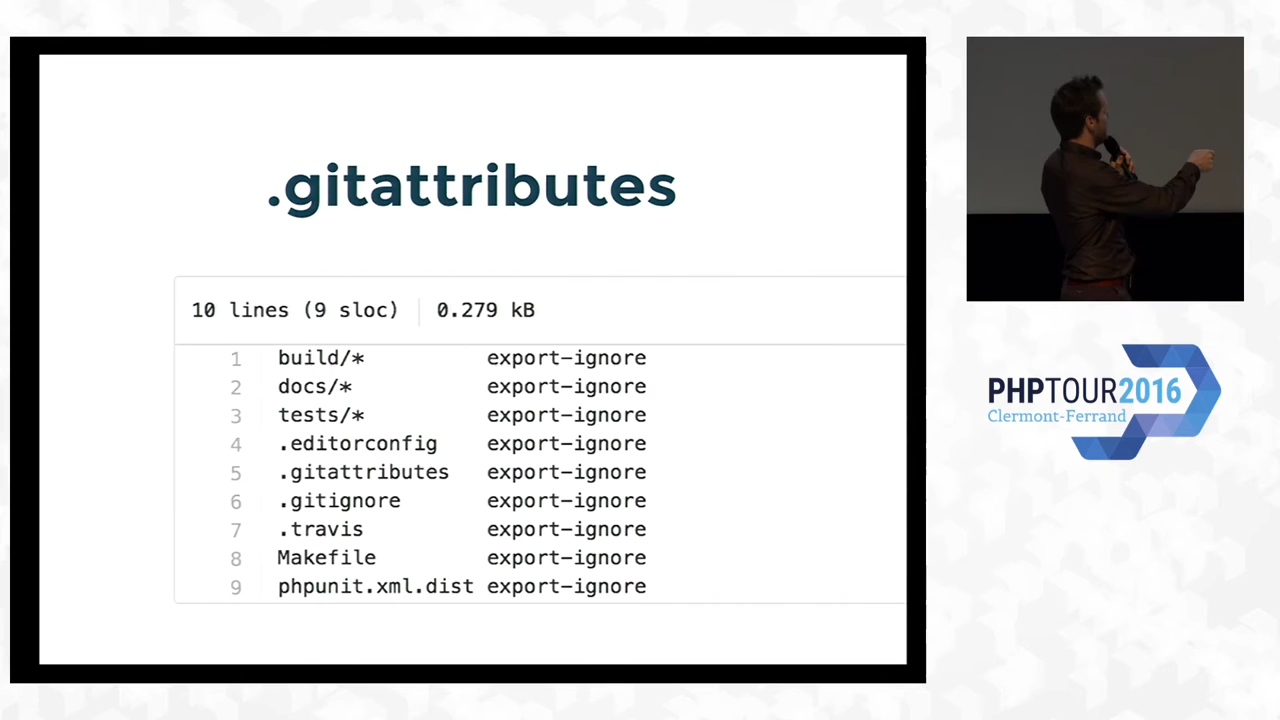 .gitattributes
10 lines (9 sloc) 0.279 kB
1 build/* export-ignore
2 docs/* export-ignore
3 tests/* export-ignore
4 .editorconfig export-ignore
5 .gitattributes export-ignore
6 .gitignore export-ignore
7 .travis export-ignore
8 Makefile export-ignore
9 phpunit.xml.dist export-ignore
PHPTOUR2016
Clermont-Ferrand